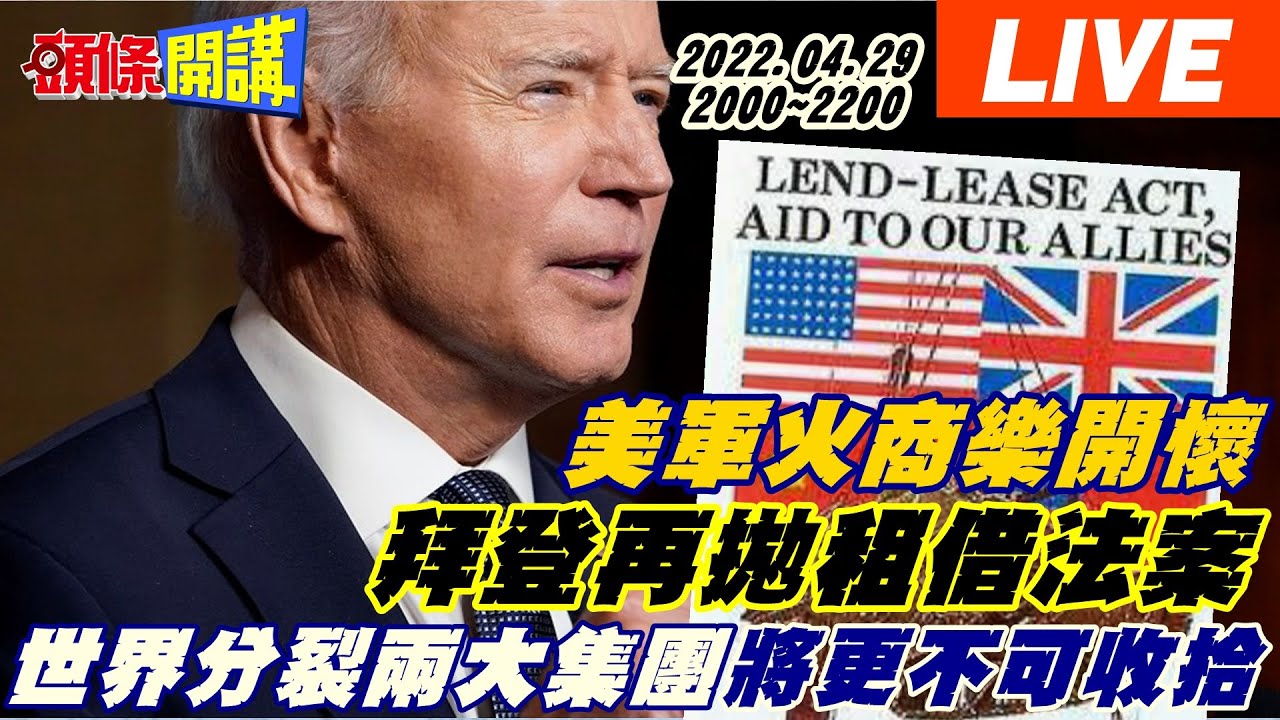 頭條開講
2022.04.29
2000~2200
LIVE
LEND-LEASE ACT,
AID TO OUR ALLIES
美軍火商樂開懷
拜登再拋租借法案
世界分裂兩大集團將更不可收拾